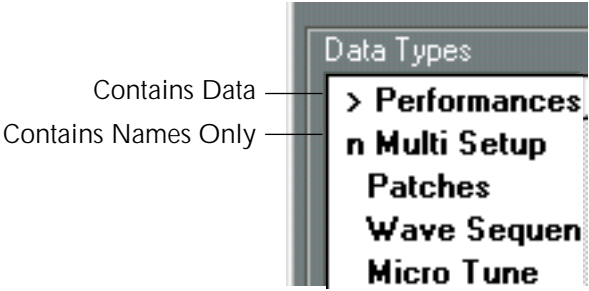 Data Types
Contains Data
> Performances
Contains Names Only
n Multi Setup
Patches
Wave Sequen
Micro Tune